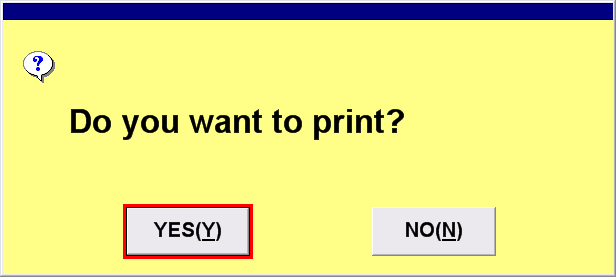 ?
Do you want to print?
YES(Y) NO(N)